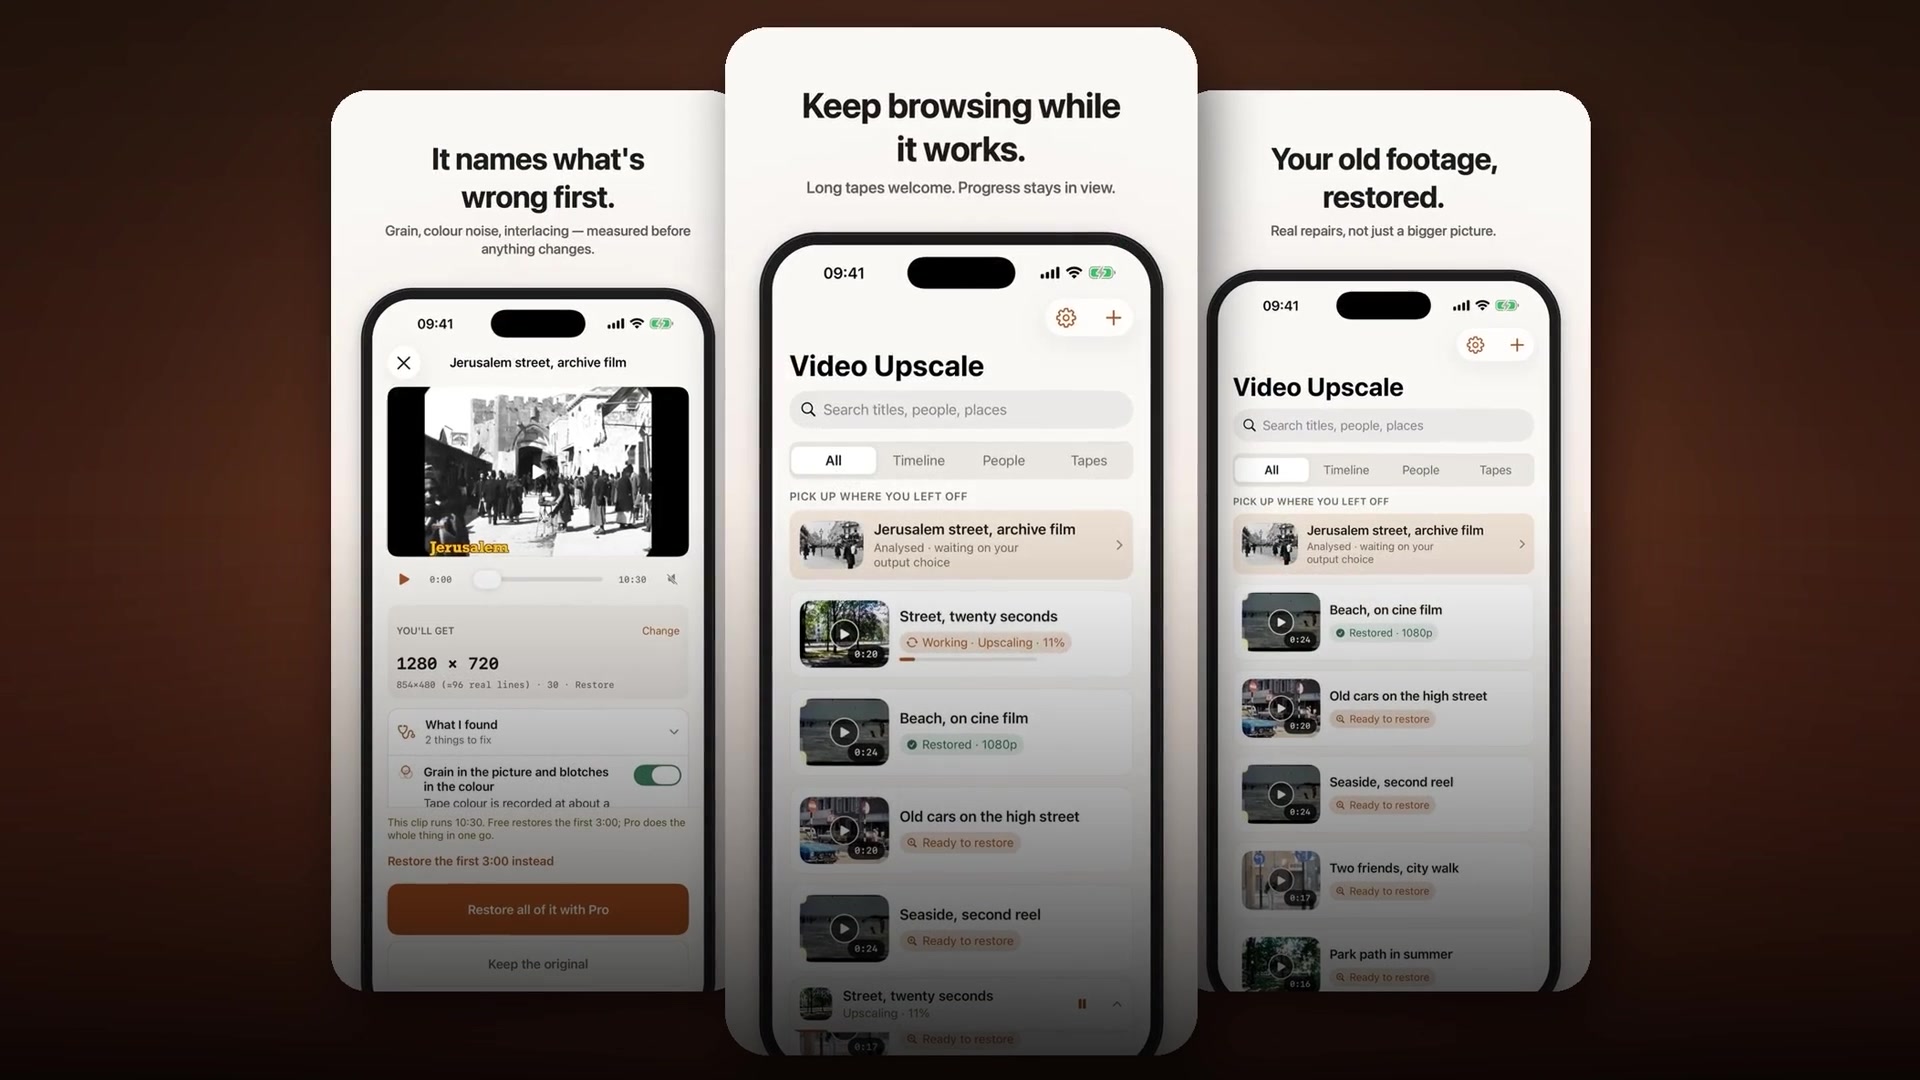 It names what's
wrong first.
Grain, colour noise, interlacing — measured before
anything changes.
09:41
Jerusalem street, archive film
Jerusalem
0:00
10:30
YOU'LL GET
Change
1280 × 720
854×480 (≈96 real lines) · 30 · Restore
What I found
2 things to fix
Grain in the picture and blotches
in the colour
Tape colour is recorded at about a
This clip runs 10:30. Free restores the first 3:00; Pro does the
whole thing in one go.
Restore the first 3:00 instead
Restore all of it with Pro
Keep the original
Keep browsing while
it works.
Long tapes welcome. Progress stays in view.
09:41
Video Upscale
Search titles, people, places
All
Timeline
People
Tapes
PICK UP WHERE YOU LEFT OFF
Jerusalem street, archive film
Analysed · waiting on your
output choice
Street, twenty seconds
Working · Upscaling · 11%
0:20
Beach, on cine film
Restored · 1080p
0:24
Old cars on the high street
Ready to restore
0:20
Seaside, second reel
Ready to restore
0:24
Street, twenty seconds
Upscaling · 11%
Ready to restore
0:17
Your old footage,
restored.
Real repairs, not just a bigger picture.
09:41
Video Upscale
Search titles, people, places
All
Timeline
People
Tapes
PICK UP WHERE YOU LEFT OFF
Jerusalem street, archive film
Analysed · waiting on your
output choice
Beach, on cine film
Restored · 1080p
0:24
Old cars on the high street
Ready to restore
0:20
Seaside, second reel
Ready to restore
0:24
Two friends, city walk
Ready to restore
0:17
Park path in summer
Ready to restore
0:16